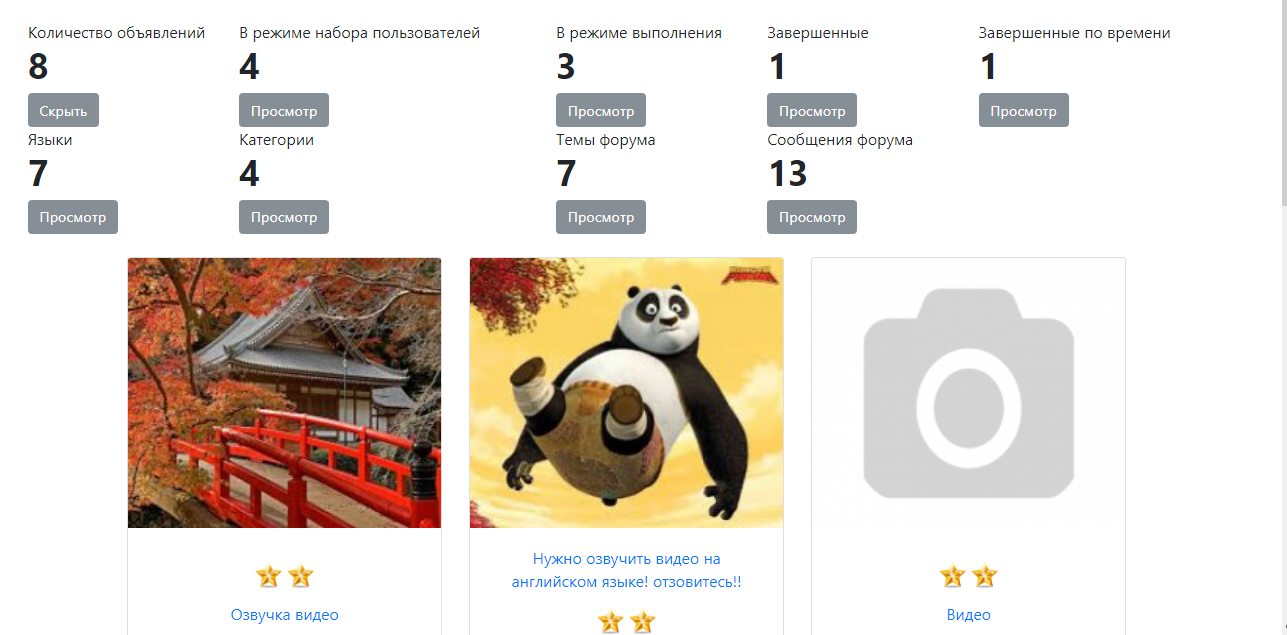 Количество объявлений
8
Скрыть
В режиме набора пользователей
4
Просмотр
В режиме выполнения
3
Просмотр
Завершенные
1
Просмотр
Завершенные по времени
1
Просмотр
Языки
7
Просмотр
Категории
4
Просмотр
Темы форума
7
Просмотр
Сообщения форума
13
Просмотр
Озвучка видео
Нужно озвучить видео на
английском языке! отзовитесь!!
Видео